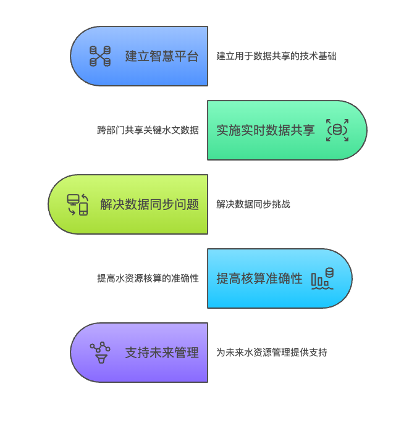 建立智慧平台
建立用于数据共享的技术基础
跨部门共享关键水文数据
实施实时数据共享
解决数据同步问题
解决数据同步挑战
提高水资源核算的准确性
提高核算准确性
支持未来管理
为未来水资源管理提供支持